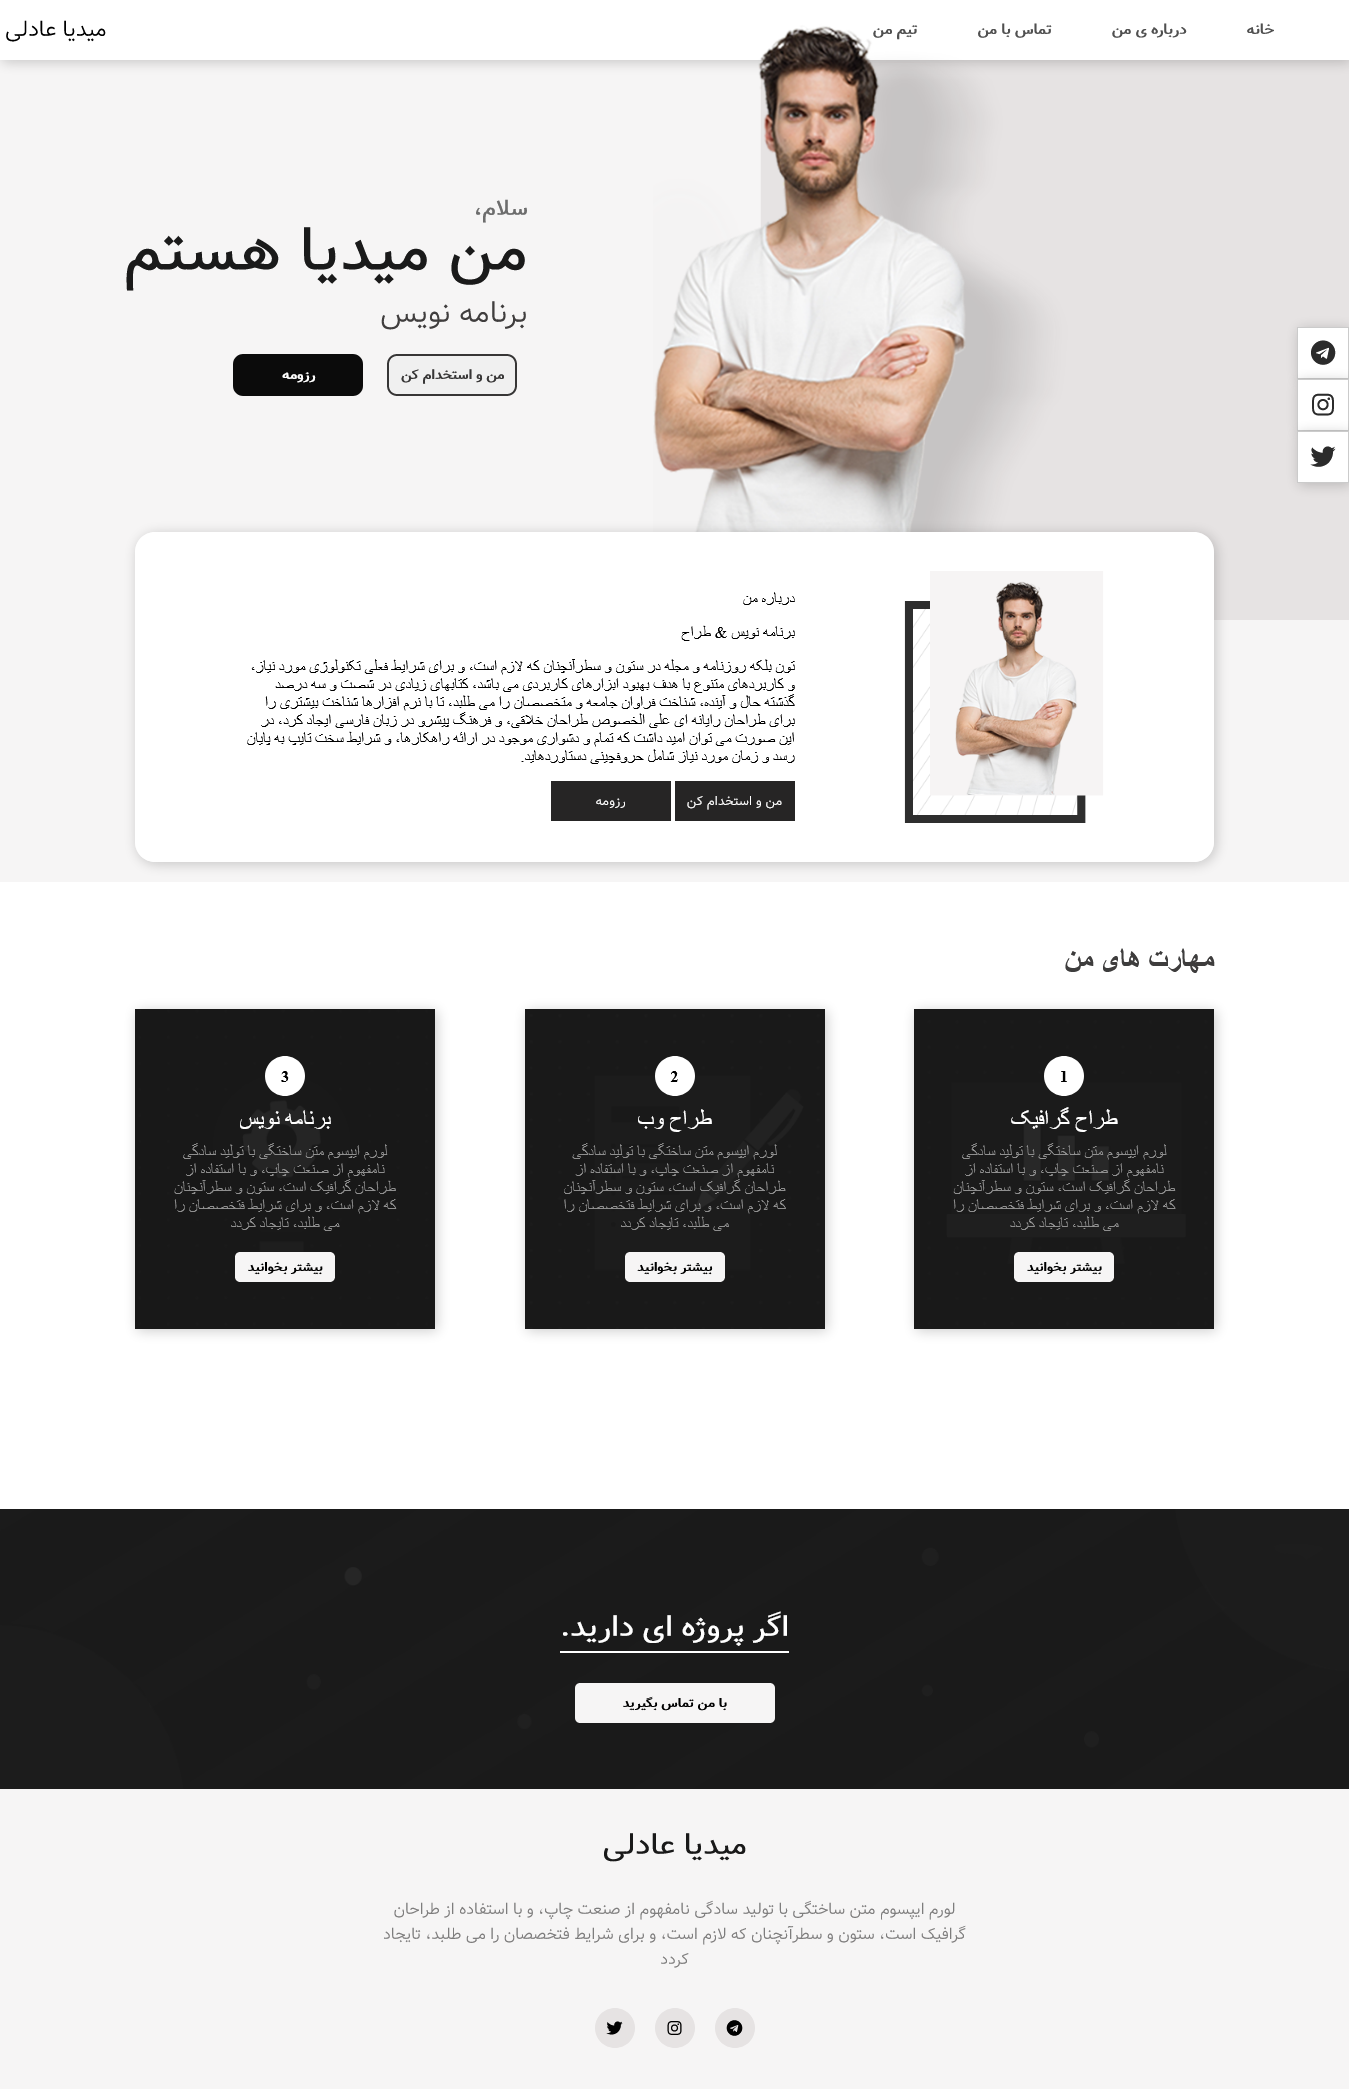 خانه
درباره ی من
تماس با من
تیم من
میدیا عادلی
سلام،
من میدیا هستم
برنامه نویس
من و استخدام کن
رزومه
درباره من
برنامه نویس & طراح
تون بلکه روزنامه و مجله در ستون و سطرآنچنان که لازم است، و برای شرایط فعلی تکنولوژی مورد نیاز،
و کاربردهای متنوع با هدف بهبود ابزارهای کاربردی می باشد، کتابهای زیادی در شصت و سه درصد
گذشته حال و آینده، شناخت فراوان جامعه و متخصصان را می طلبد، تا با نرم افزارها شناخت بیشتری را
برای طراحان رایانه ای علی الخصوص طراحان خلاقی، و فرهنگ پیشرو در زبان فارسی ایجاد کرد، در
این صورت می توان امید داشت که تمام و دشواری موجود در ارائه راهکارها، و شرایط سخت تایپ به پایان
رسد و زمان مورد نیاز شامل حروفچینی دستاوردهاید.
من و استخدام کن
رزومه
مهارت های من
1
طراح گرافیک
لورم ایپسوم متن ساختگی با تولید سادگی
نامفهوم از صنعت چاپ، و با استفاده از
طراحان گرافیک است، ستون و سطرآنچنان
که لازم است، و برای شرایط فتخصصان را
می طلبد، تایجاد کردد
بیشتر بخوانید
2
طراح وب
لورم ایپسوم متن ساختگی با تولید سادگی
نامفهوم از صنعت چاپ، و با استفاده از
طراحان گرافیک است، ستون و سطرآنچنان
که لازم است، و برای شرایط فتخصصان را
می طلبد، تایجاد کردد
بیشتر بخوانید
3
برنامه نویس
لورم ایپسوم متن ساختگی با تولید سادگی
نامفهوم از صنعت چاپ، و با استفاده از
طراحان گرافیک است، ستون و سطرآنچنان
که لازم است، و برای شرایط فتخصصان را
می طلبد، تایجاد کردد
بیشتر بخوانید
اگر پروژه ای دارید.
با من تماس بگیرید
میدیا عادلی
لورم ایپسوم متن ساختگی با تولید سادگی نامفهوم از صنعت چاپ، و با استفاده از طراحان
گرافیک است، ستون و سطرآنچنان که لازم است، و برای شرایط فتخصصان را می طلبد، تایجاد
کردد